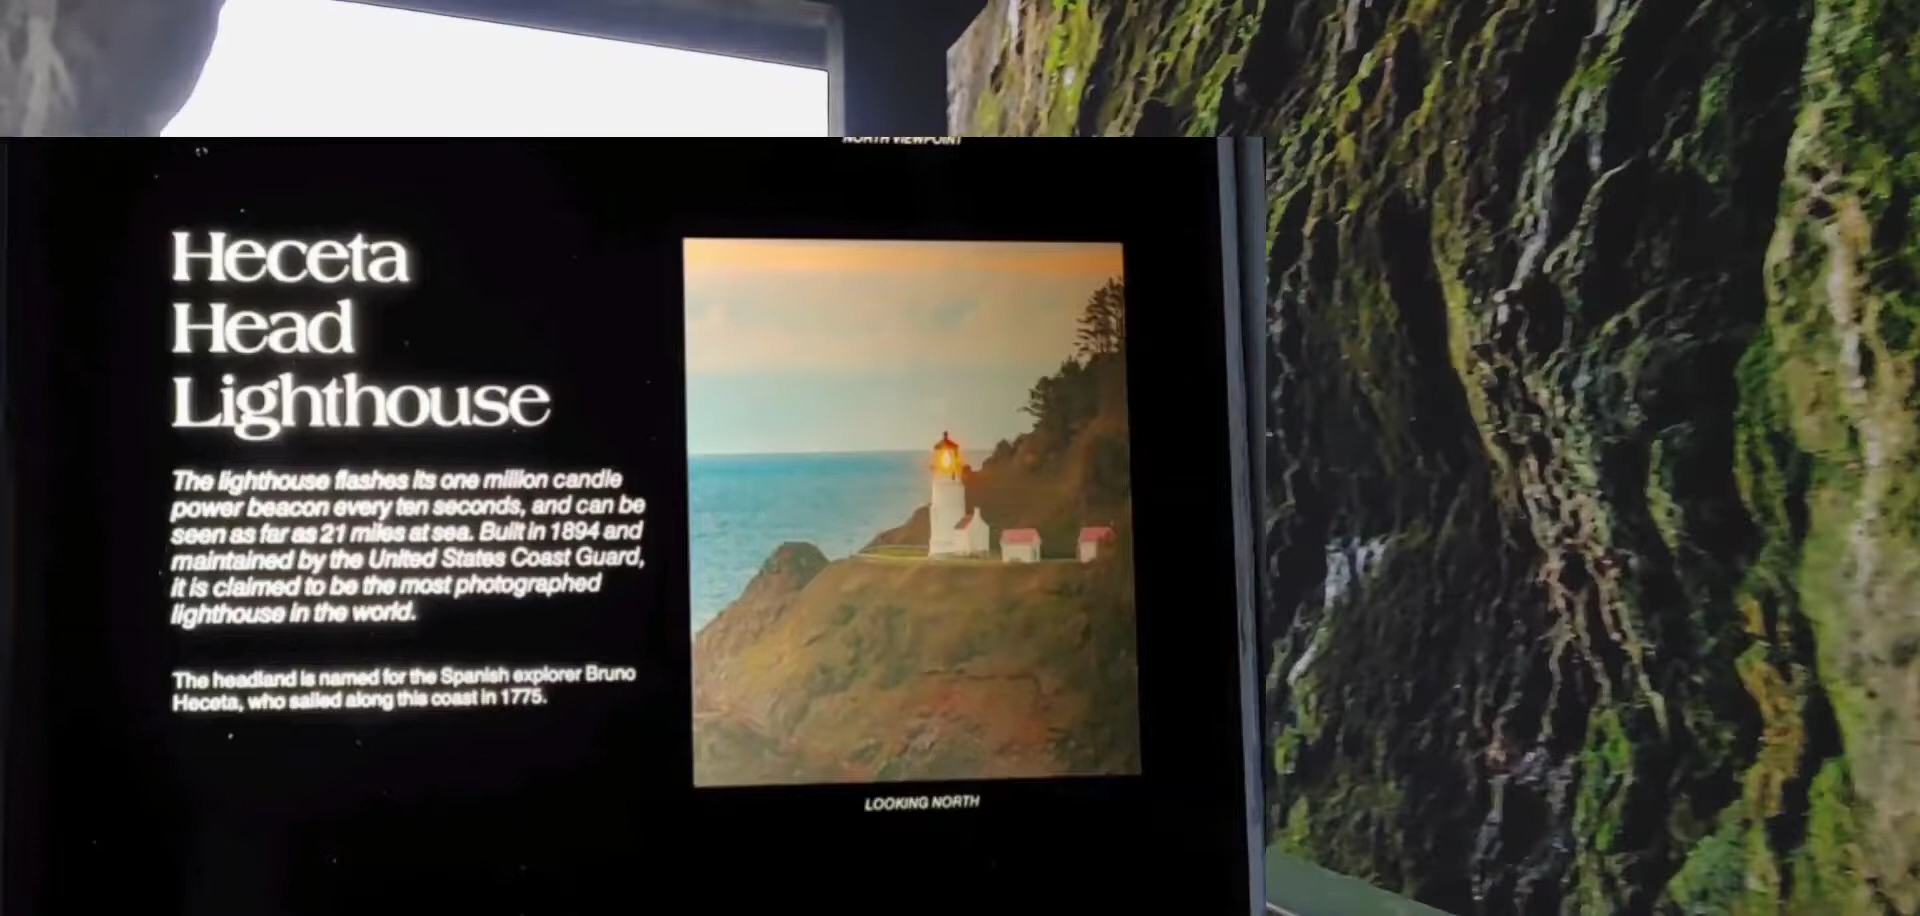 NORTH VIEWPOINT
Heceta
Head
Lighthouse
The lighthouse flashes its one million candle
power beacon every ten seconds, and can be
seen as far as 21 miles at sea. Built in 1894 and
maintained by the United States Coast Guard,
it is claimed to be the most photographed
lighthouse in the world.
The headland is named for the Spanish explorer Bruno
Heceta, who sailed along this coast in 1775.
LOOKING NORTH